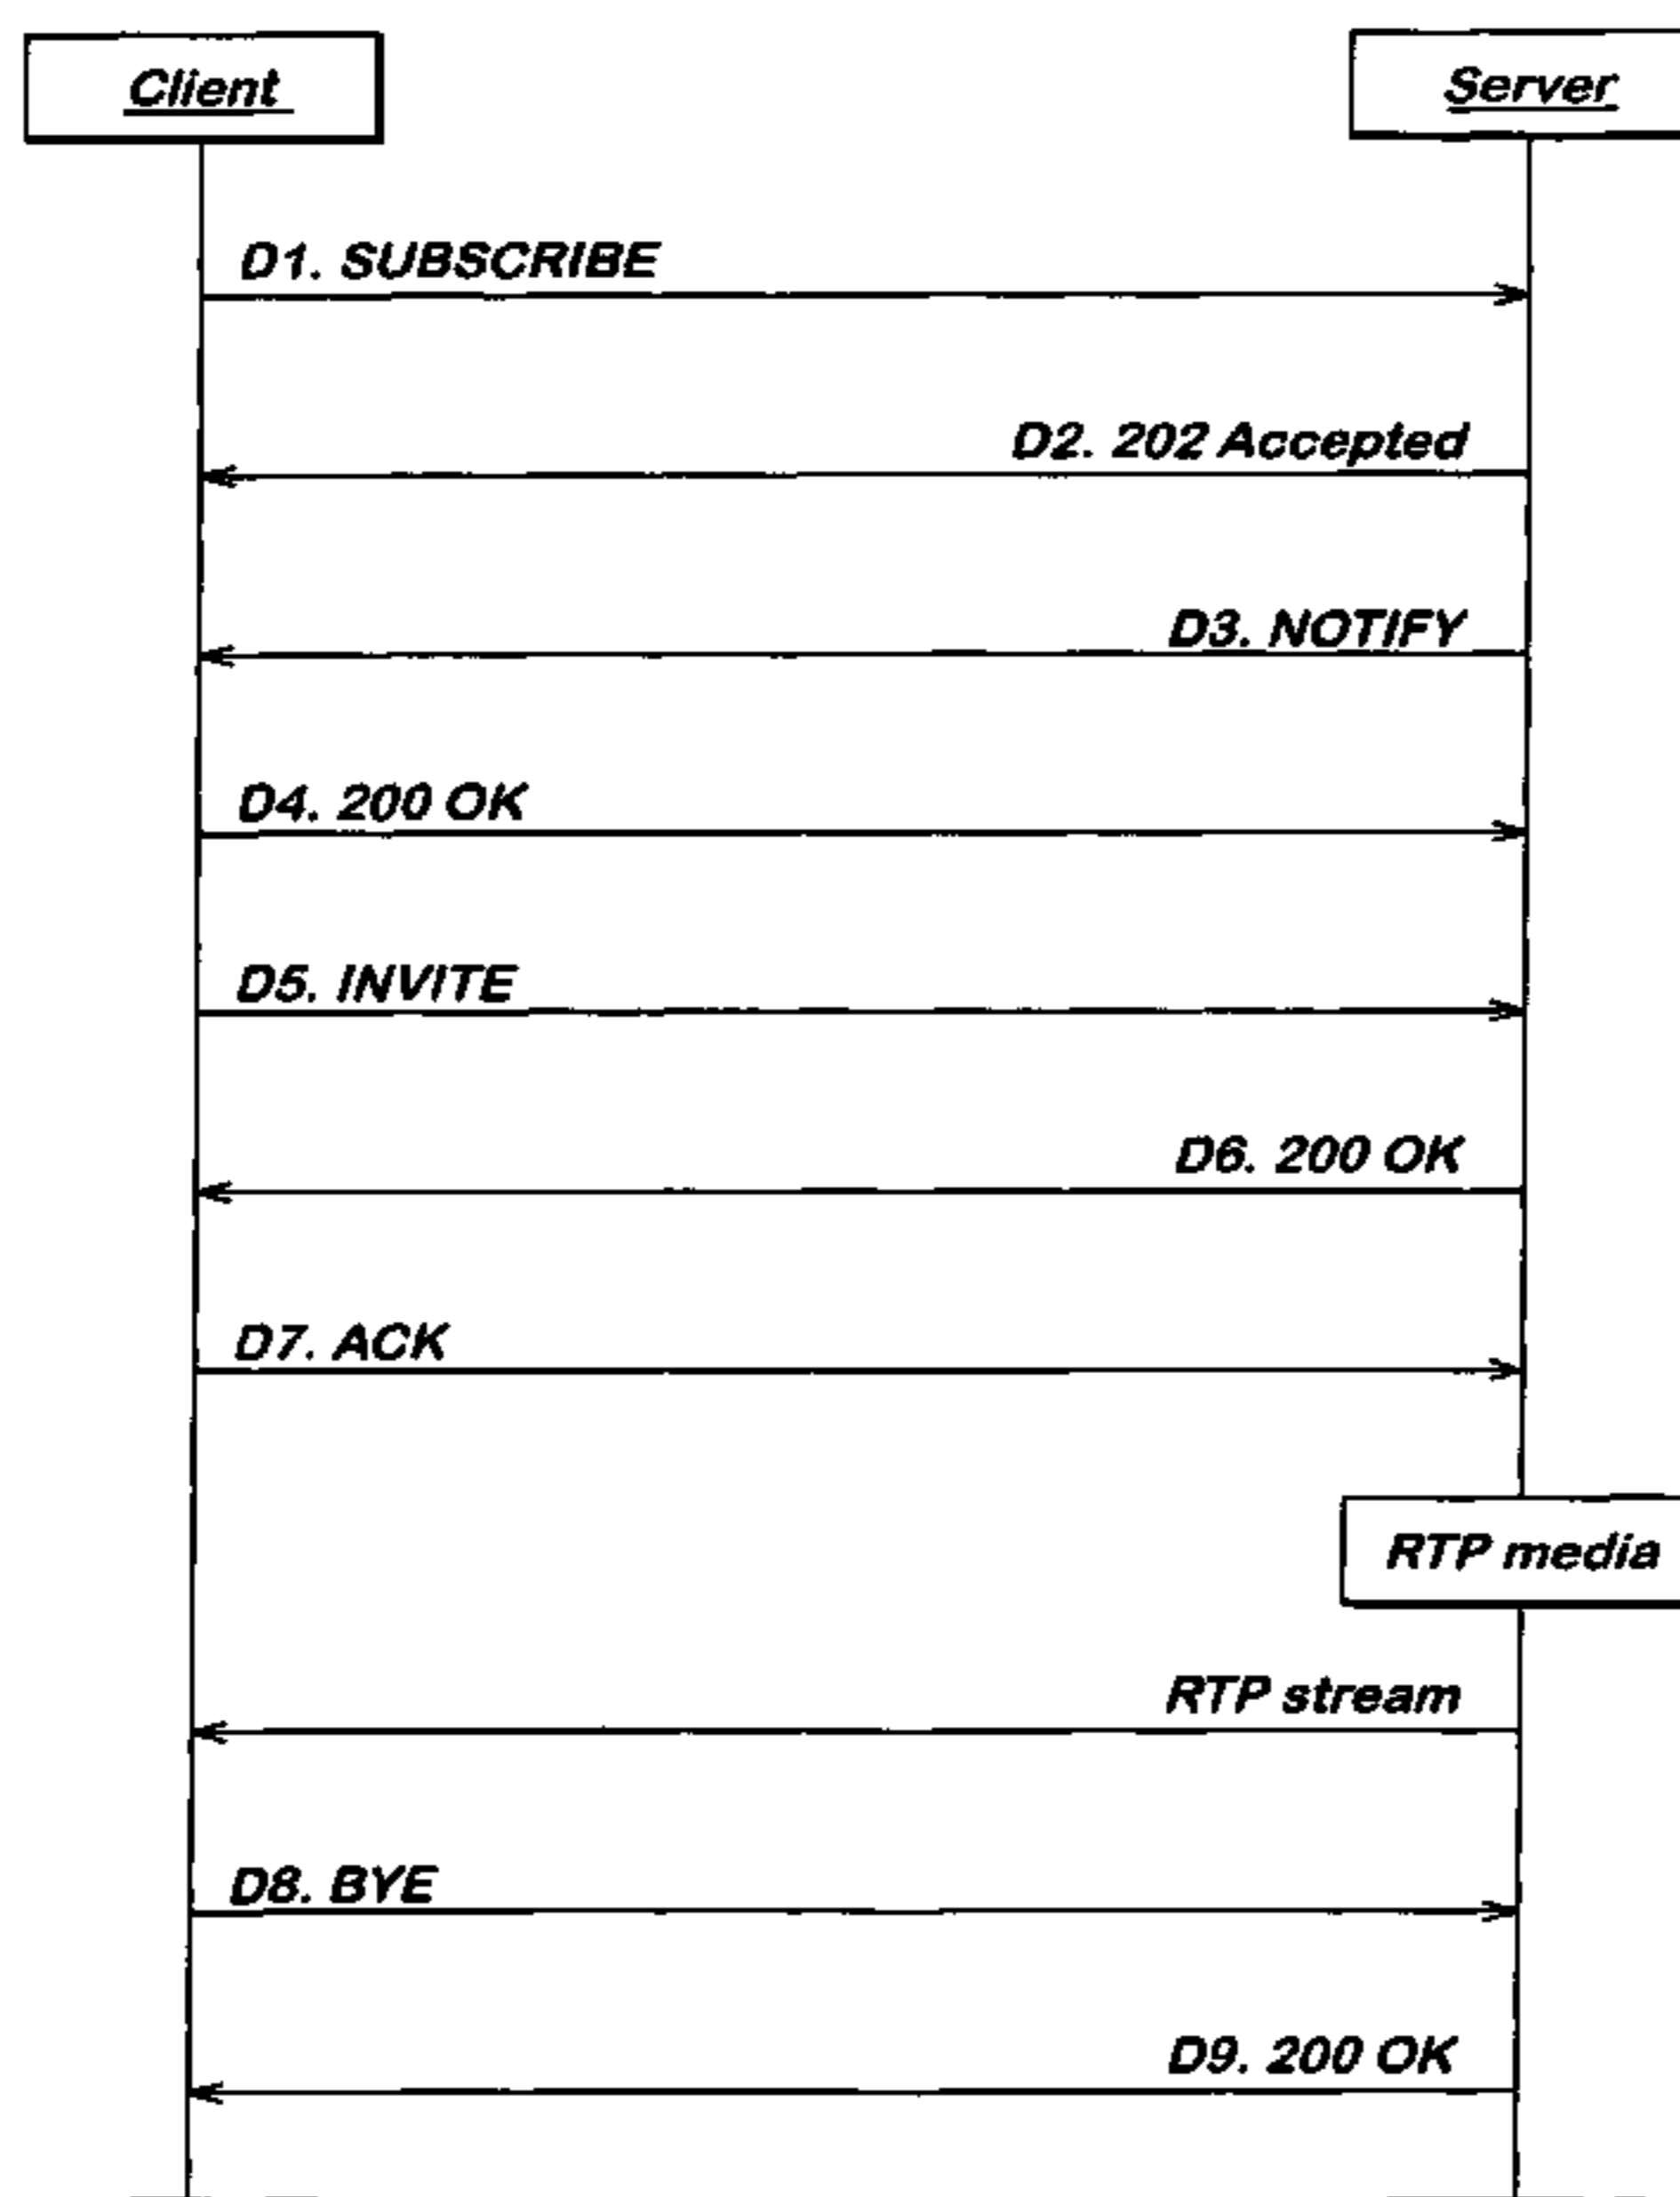 Client
Server
D1. SUBSCRIBE
D2. 202 Accepted
D3. NOTIFY
D4. 200 OK
D5. INVITE
D6. 200 OK
D7. ACK
RTP media
RTP stream
D8. BYE
D9. 200 OK